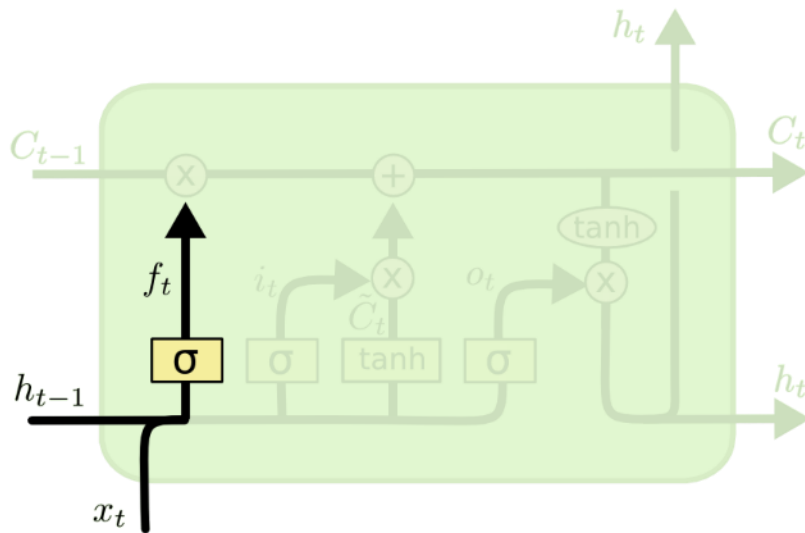 h_t
C_{t-1} × + C_t
tanh
f_t i_t × o_t ×
C̃_t
σ σ tanh σ
h_{t-1} h_t
x_t